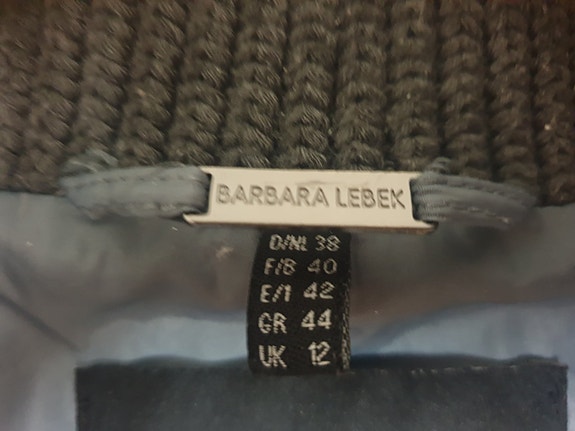 BARBARA LEBEK
D/NL 38
F/B 40
E/I 42
GR 44
UK 12